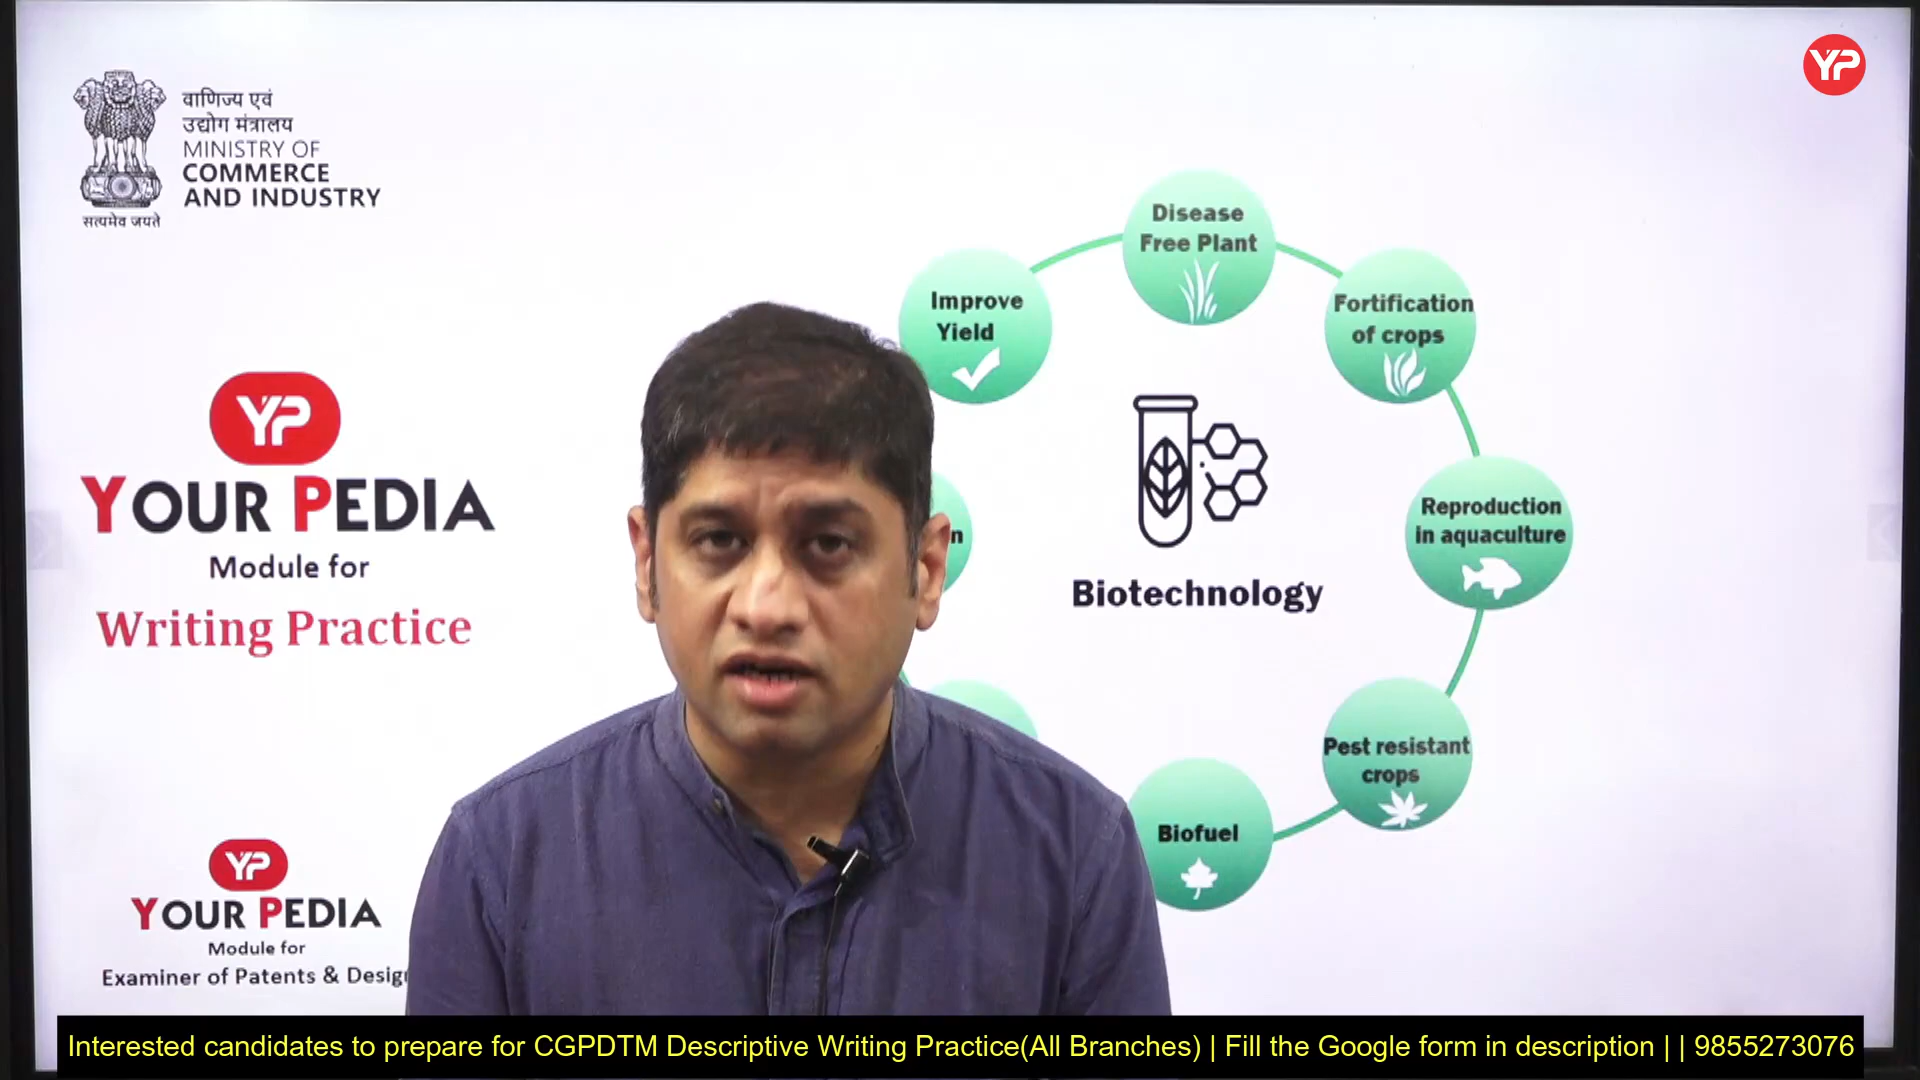 YP
वाणिज्य एवं
उद्योग मंत्रालय
MINISTRY OF
COMMERCE
AND INDUSTRY
सत्यमेव जयते
YP
YOUR PEDIA
Module for
Writing Practice
YP
YOUR PEDIA
Module for
Examiner of Patents & Desig
Disease
Free Plant
Improve
Yield
Fortification
of crops
Reproduction
in aquaculture
Biotechnology
Pest resistant
crops
Biofuel
Interested candidates to prepare for CGPDTM Descriptive Writing Practice(All Branches) | Fill the Google form in description | | 9855273076